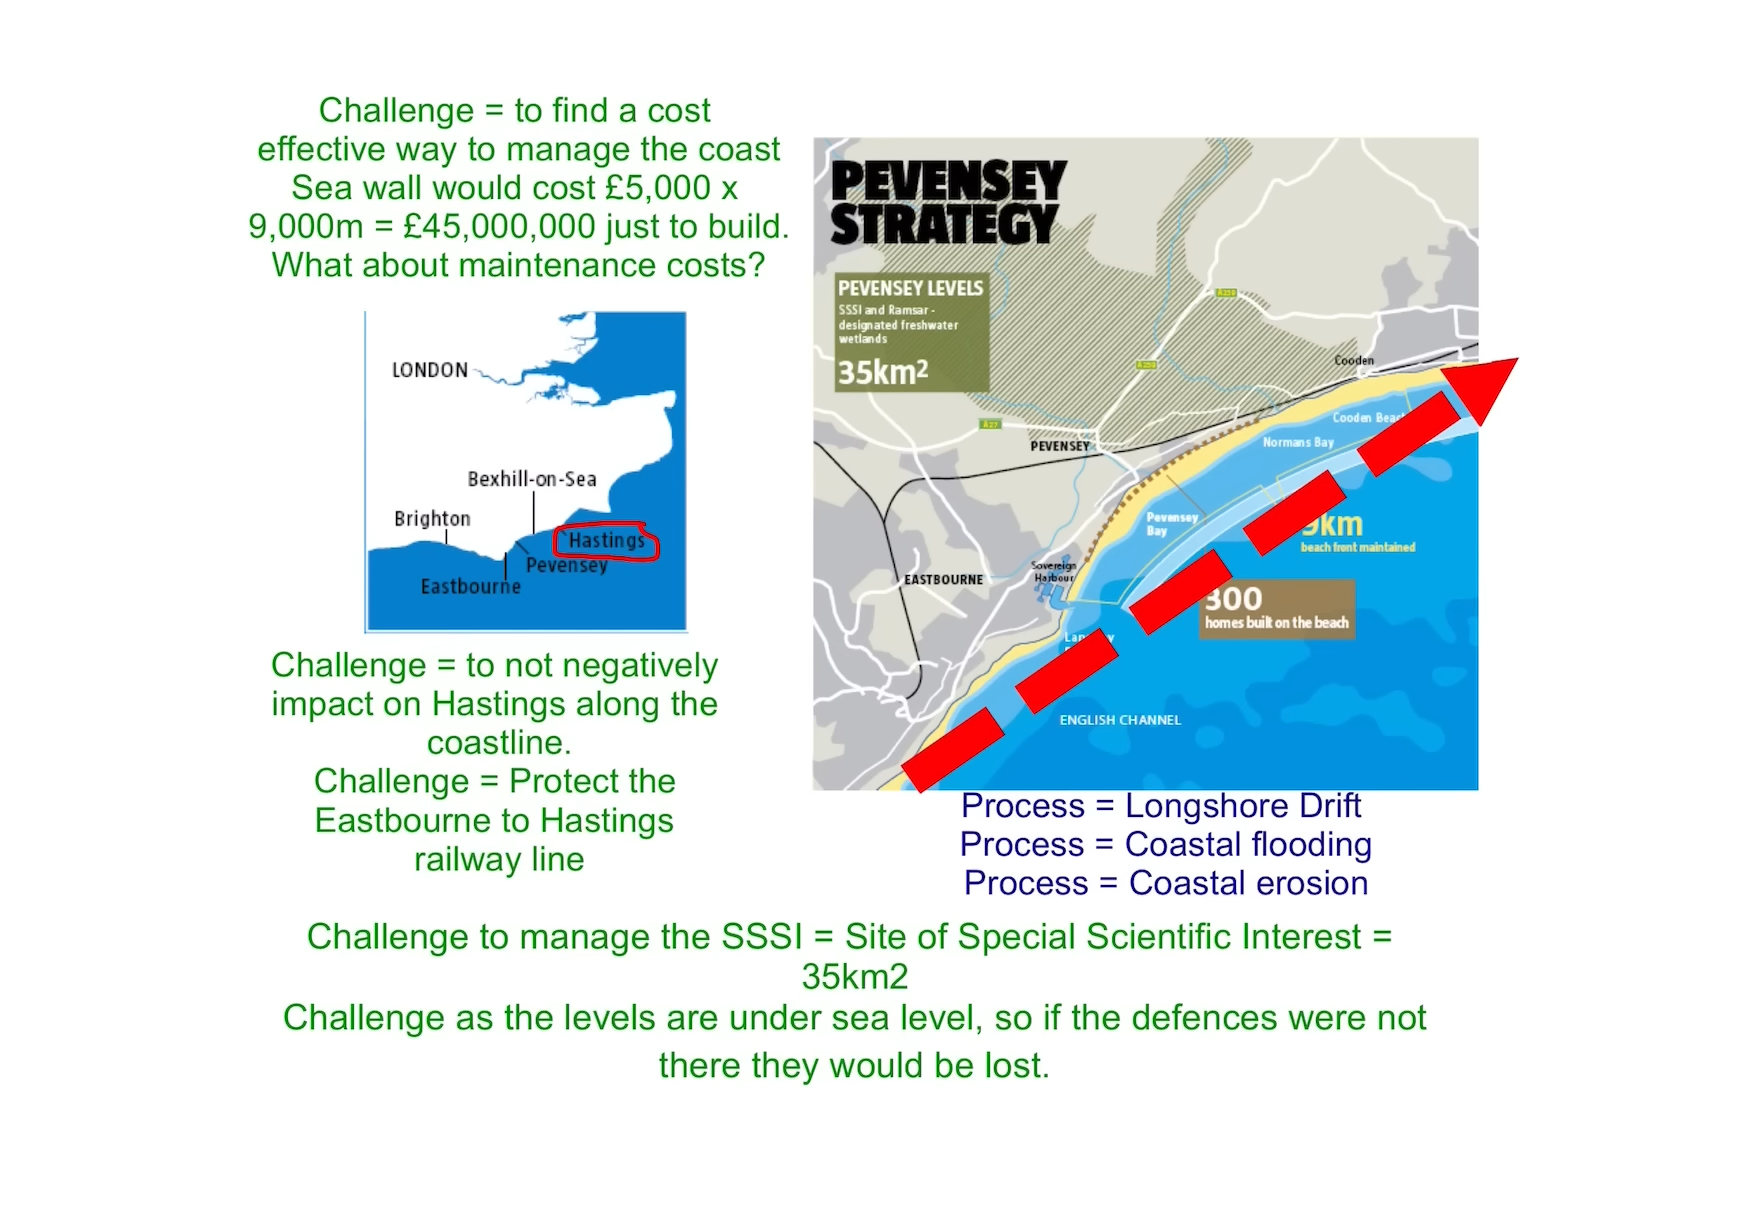 Challenge = to find a cost
effective way to manage the coast
Sea wall would cost £5,000 x
9,000m = £45,000,000 just to build.
What about maintenance costs?
LONDON
Bexhill-on-Sea
Brighton
Hastings
Pevensey
Eastbourne
Challenge = to not negatively
impact on Hastings along the
coastline.
Challenge = Protect the
Eastbourne to Hastings
railway line
PEVENSEY
STRATEGY
PEVENSEY LEVELS
SSSI and Ramsar -
designated freshwater
wetlands
35km2
A259
Cooden
A259
Cooden
Normans Bay
A27
PEVENSEY
Pevensey
Bay
9km
beach front maintained
Sovereign
Harbour
EASTBOURNE
300
homes built on the beach
ENGLISH CHANNEL
Process = Longshore Drift
Process = Coastal flooding
Process = Coastal erosion
Challenge to manage the SSSI = Site of Special Scientific Interest =
35km2
Challenge as the levels are under sea level, so if the defences were not
there they would be lost.